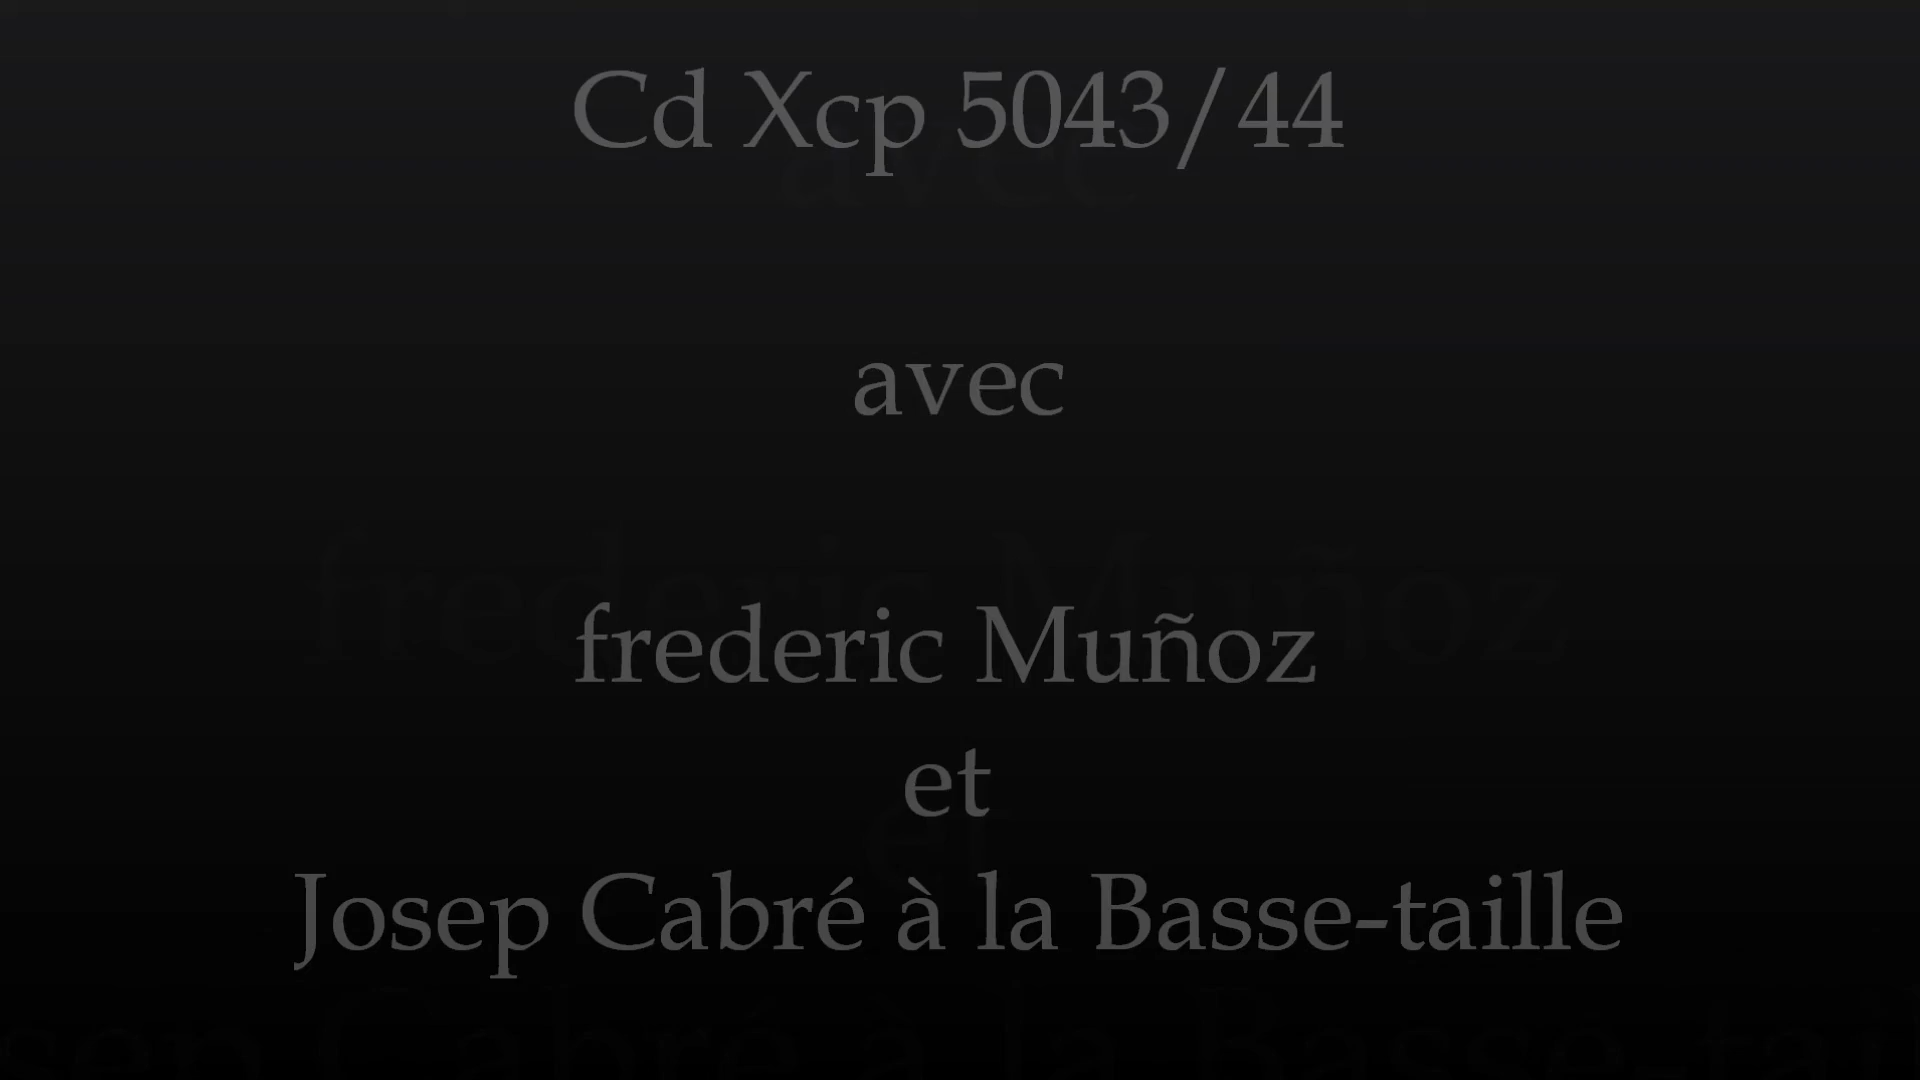 Cd Xcp 5043/44
avec
frederic Muñoz
et
Josep Cabré à la Basse-taille